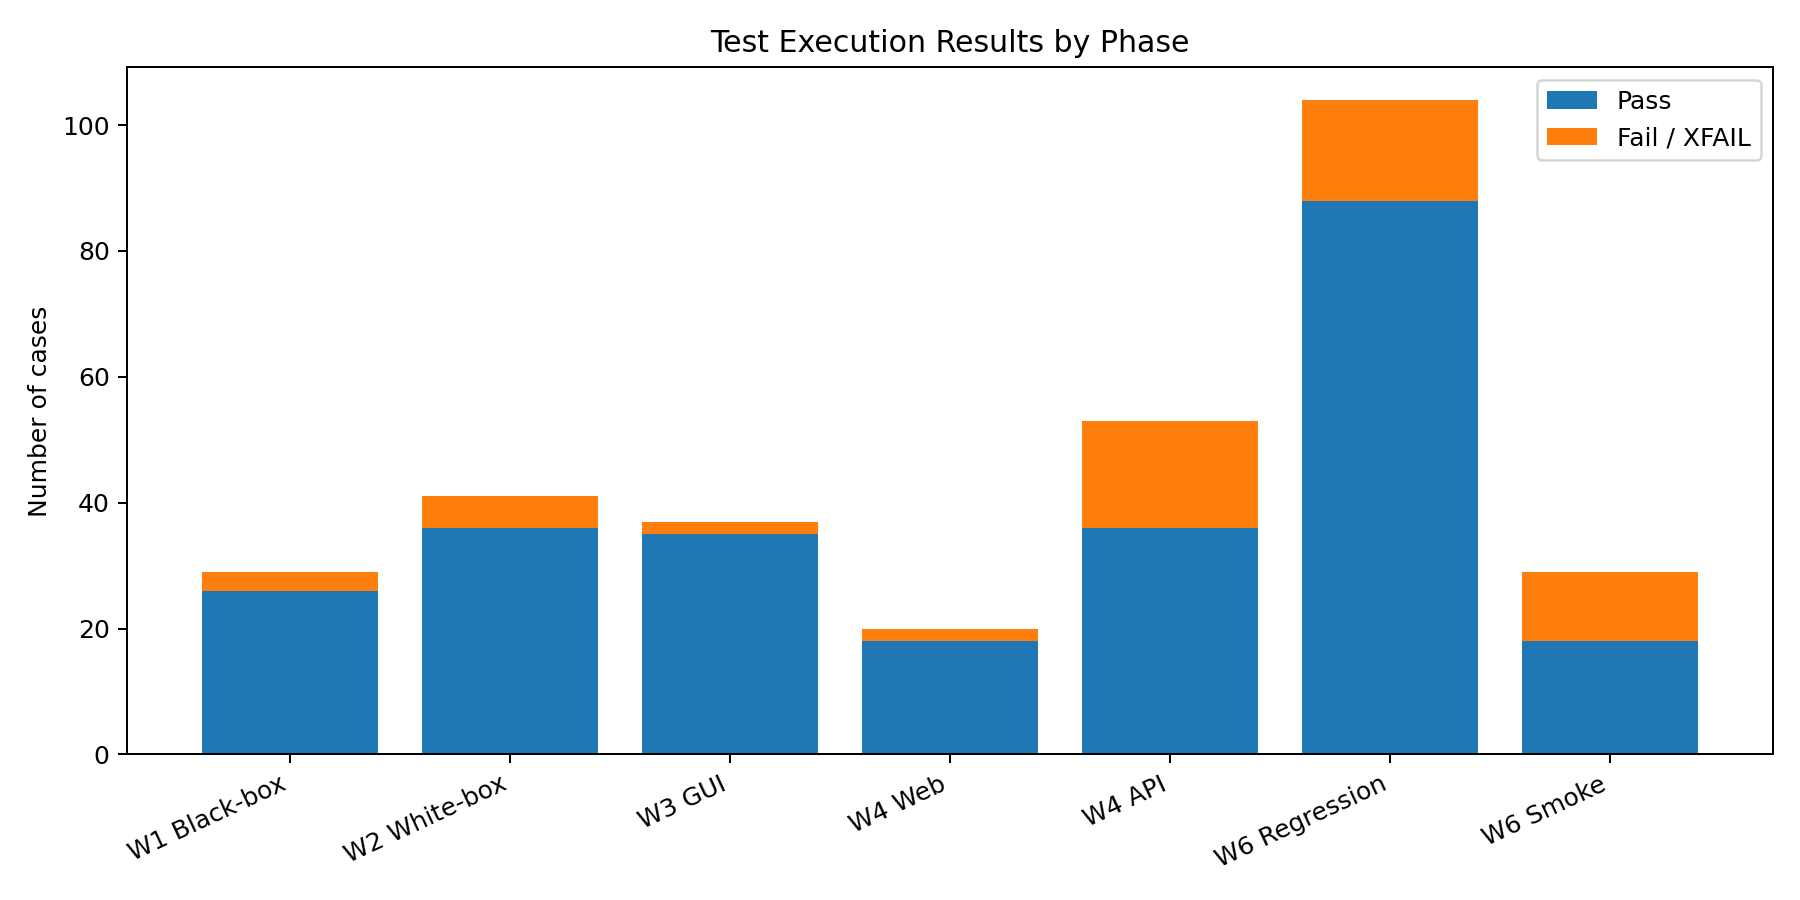 Test Execution Results by Phase
Pass
Fail / XFAIL
Number of cases
100
80
60
40
20
0
W1 Black-box
W2 White-box
W3 GUI
W4 Web
W4 API
W6 Regression
W6 Smoke